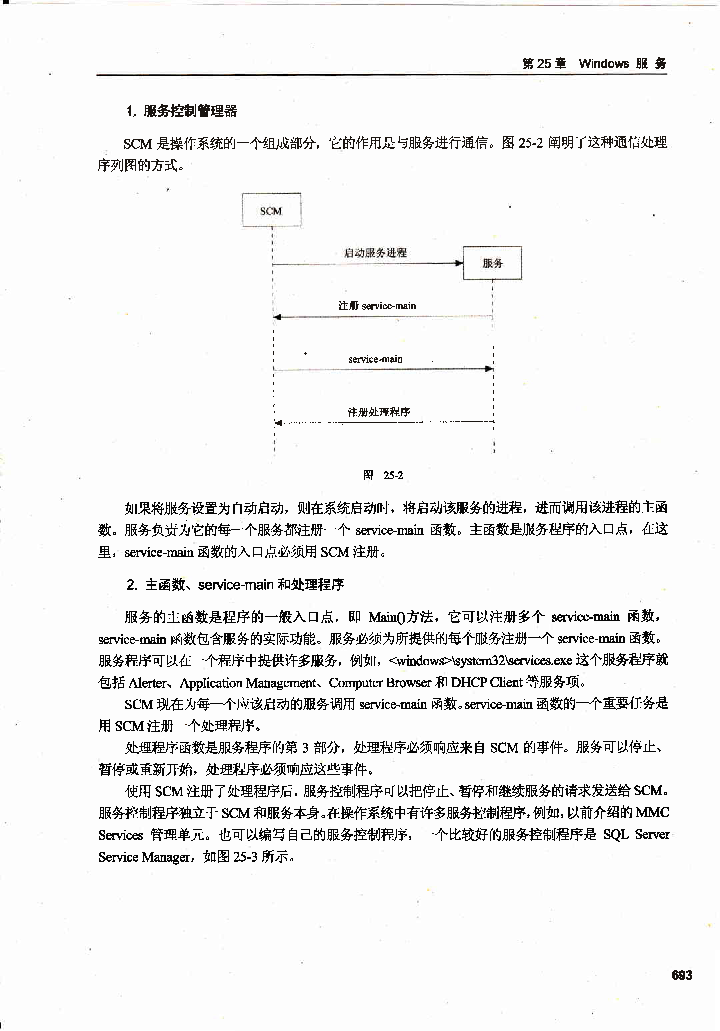 第25章 Windows 服 务
1. 服务控制管理器
SCM 是操作系统的一个组成部分，它的作用是与服务进行通信。图 25-2 阐明了这种通信处理
序列图的方式。
SCM
启动服务进程
服务
注册 service-main
service-main
注册处理程序
图 25-2
如果将服务设置为自动启动，则在系统启动时，将启动该服务的进程，进而调用该进程的主函
数。服务负责为它的每一个服务都注册一个 service-main 函数。主函数是服务程序的入口点，在这
里，service-main 函数的入口点必须用 SCM 注册。
2. 主函数、service-main 和处理程序
服务的主函数是程序的一般入口点，即 Main()方法，它可以注册多个 service-main 函数，
service-main 函数包含服务的实际功能。服务必须为所提供的每个服务注册一个 service-main 函数。
服务程序可以在一个程序中提供许多服务，例如，<windows>\system32\services.exe 这个服务程序就
包括 Alerter、Application Management、Computer Browser 和 DHCP Client 等服务项。
SCM 现在为每一个应该启动的服务调用 service-main 函数。service-main 函数的一个重要任务是
用 SCM 注册一个处理程序。
处理程序函数是服务程序的第 3 部分，处理程序必须响应来自 SCM 的事件。服务可以停止、
暂停或重新开始，处理程序必须响应这些事件。
使用 SCM 注册了处理程序后，服务控制程序可以把停止、暂停和继续服务的请求发送给 SCM。
服务控制程序独立于 SCM 和服务本身。在操作系统中有许多服务控制程序，例如，以前介绍的 MMC
Services 管理单元。也可以编写自己的服务控制程序，一个比较好的服务控制程序是 SQL Server
Service Manager，如图 25-3 所示。
693